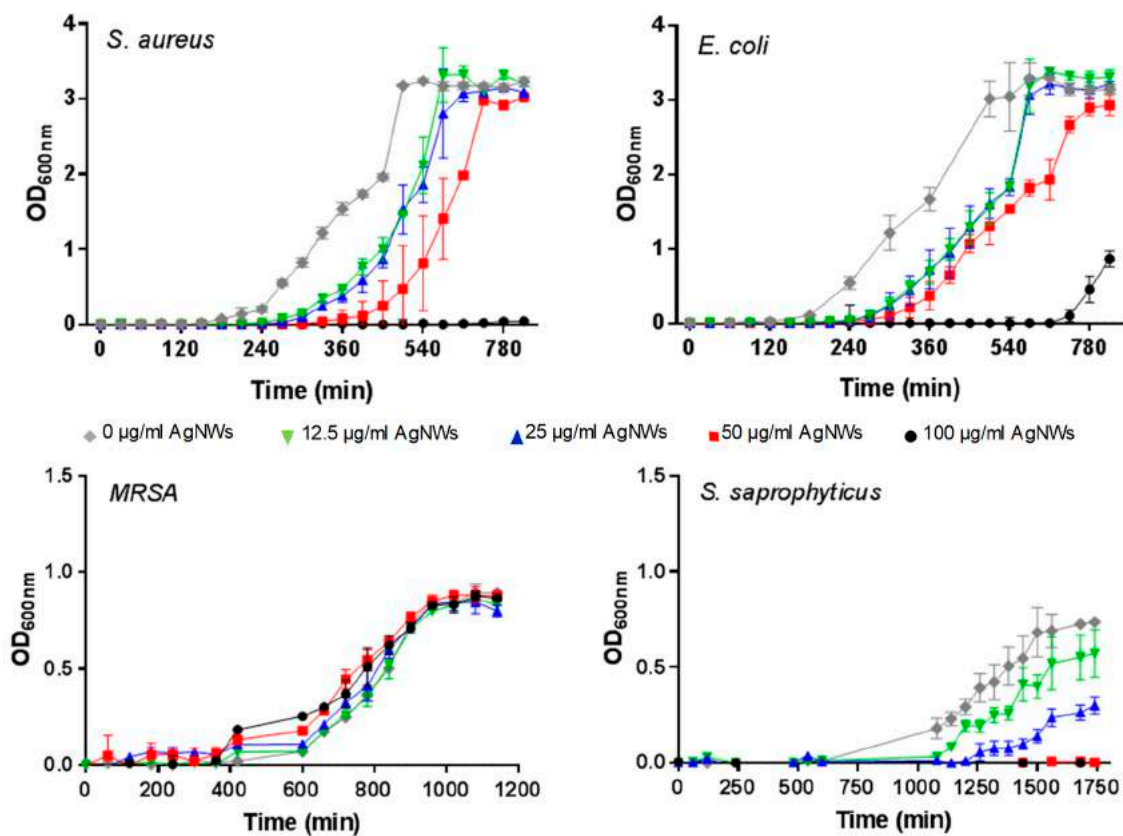 S. aureus
4
3
2
1
0
OD600nm
0 120 240 360 540 780
Time (min)
E. coli
4
3
2
1
0
OD600nm
0 120 240 360 540 780
Time (min)
0 µg/ml AgNWs 12.5 µg/ml AgNWs 25 µg/ml AgNWs 50 µg/ml AgNWs 100 µg/ml AgNWs
MRSA
1.5
1.0
0.5
0.0
OD600nm
0 200 400 600 800 1000 1200
Time (min)
S. saprophyticus
1.5
1.0
0.5
0.0
OD600nm
0 250 500 750 1000 1250 1500 1750
Time (min)